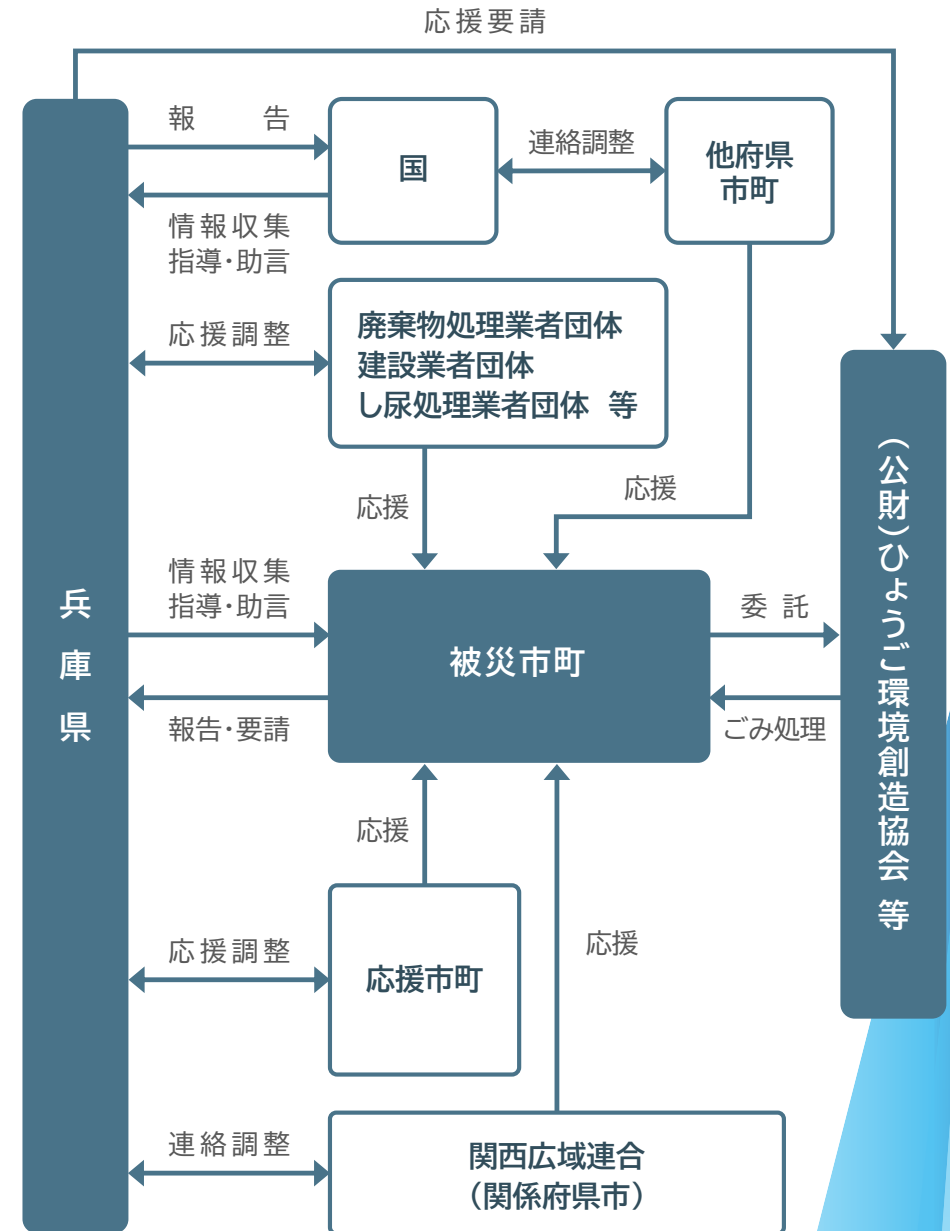 応援要請
報告
国
連絡調整
他府県
市町
情報収集
指導・助言
応援調整
廃棄物処理業者団体
建設業者団体
し尿処理業者団体 等
応援
応援
兵庫県
情報収集
指導・助言
被災市町
委託
報告・要請
ごみ処理
(公財)ひょうご環境創造協会 等
応援
応援調整
応援市町
応援
連絡調整
関西広域連合
(関係府県市)